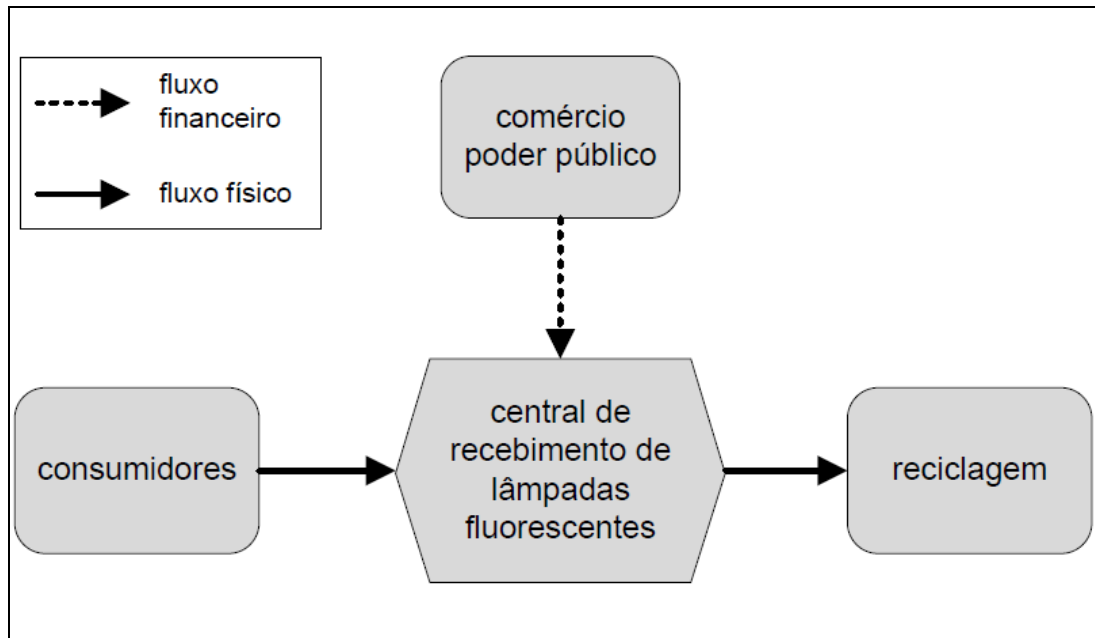 fluxo
financeiro
fluxo físico
comércio
poder público
consumidores
central de
recebimento de
lâmpadas
fluorescentes
reciclagem